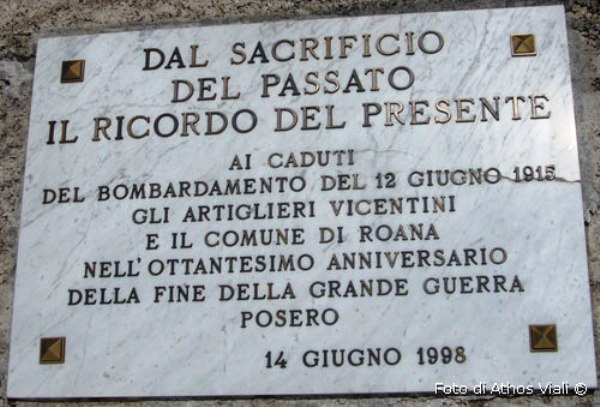 DAL SACRIFICIO
DEL PASSATO
IL RICORDO DEL PRESENTE
AI CADUTI
DEL BOMBARDAMENTO DEL 12 GIUGNO 1915
GLI ARTIGLIERI VICENTINI
E IL COMUNE DI ROANA
NELL'OTTANTESIMO ANNIVERSARIO
DELLA FINE DELLA GRANDE GUERRA
POSERO
14 GIUGNO 1998
Foto di Athos Viali ©